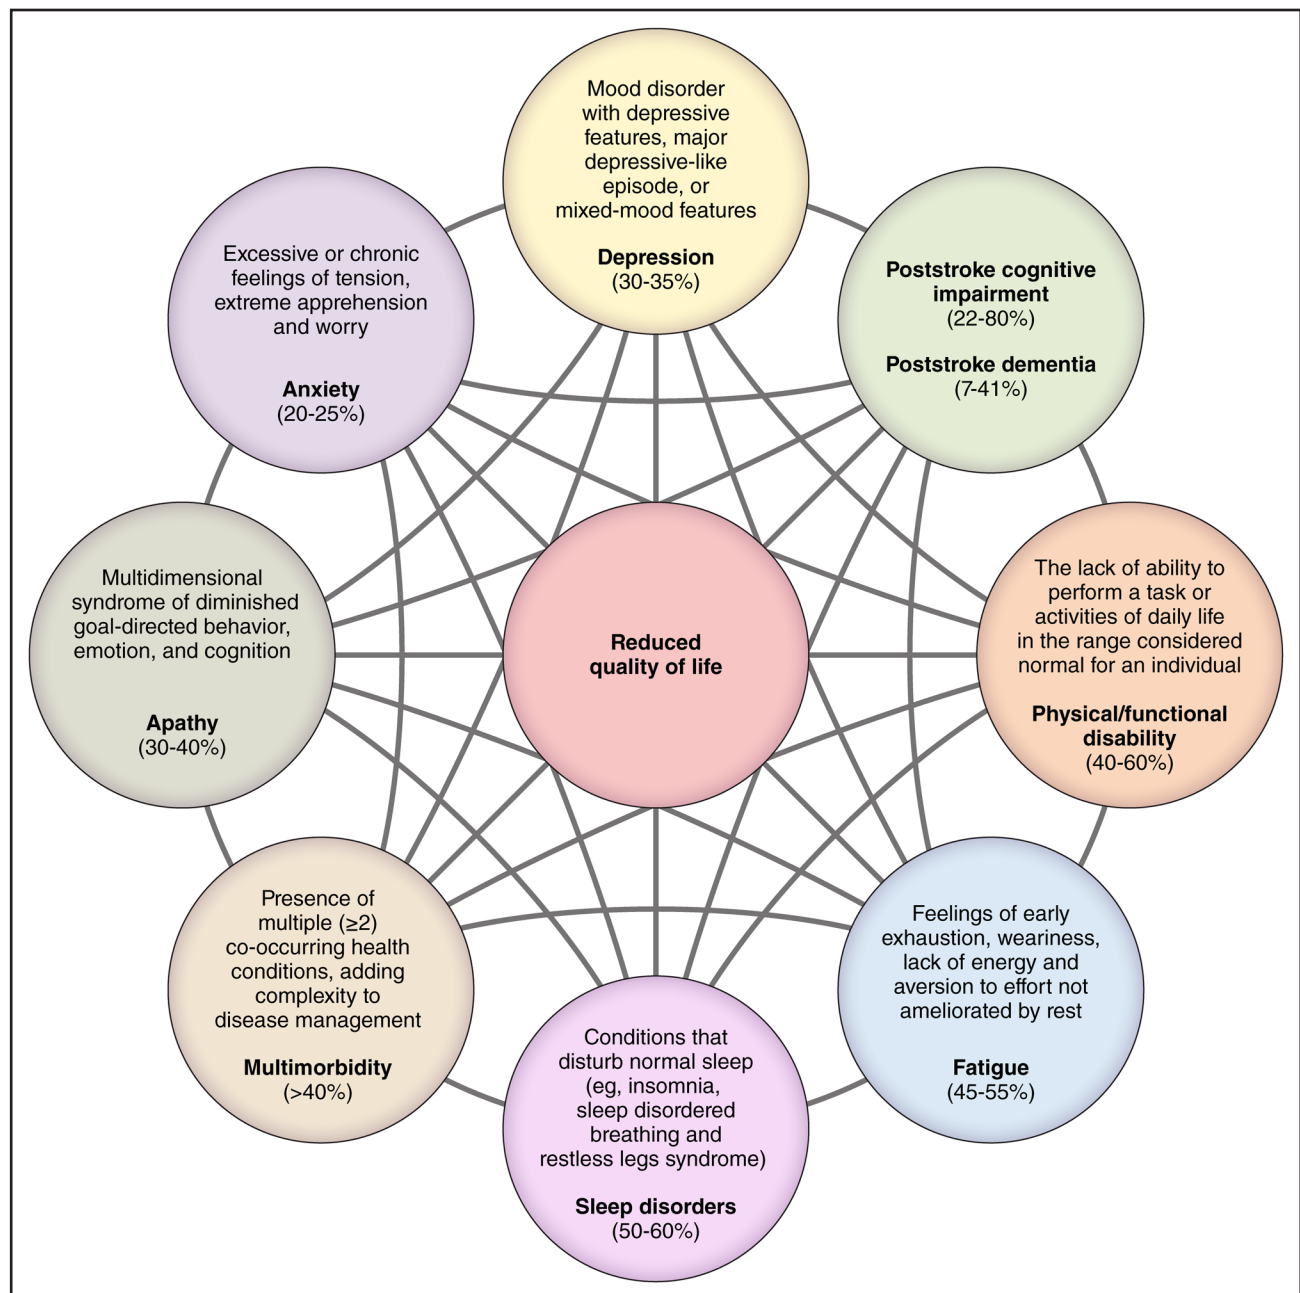 Mood disorder
with depressive
features, major
depressive-like
episode, or
mixed-mood features
Depression
(30-35%)
Excessive or chronic
feelings of tension,
extreme apprehension
and worry
Anxiety
(20-25%)
Poststroke cognitive
impairment
(22-80%)
Poststroke dementia
(7-41%)
Multidimensional
syndrome of diminished
goal-directed behavior,
emotion, and cognition
Apathy
(30-40%)
Reduced
quality of life
The lack of ability to
perform a task or
activities of daily life
in the range considered
normal for an individual
Physical/functional
disability
(40-60%)
Presence of
multiple (≥2)
co-occurring health
conditions, adding
complexity to
disease management
Multimorbidity
(>40%)
Feelings of early
exhaustion, weariness,
lack of energy and
aversion to effort not
ameliorated by rest
Fatigue
(45-55%)
Conditions that
disturb normal sleep
(eg, insomnia,
sleep disordered
breathing and
restless legs syndrome)
Sleep disorders
(50-60%)